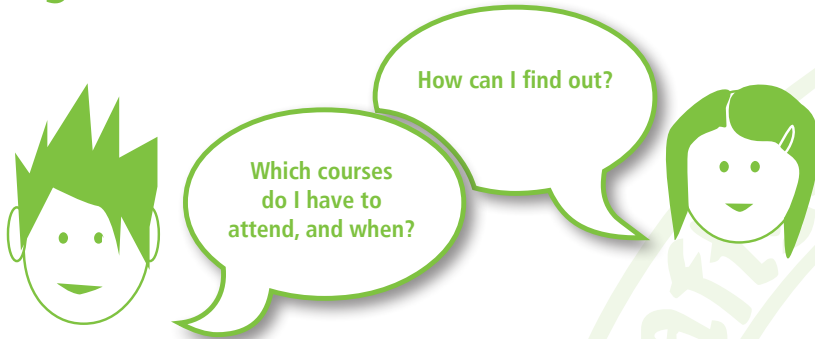 How can I find out?
Which courses
do I have to
attend, and when?